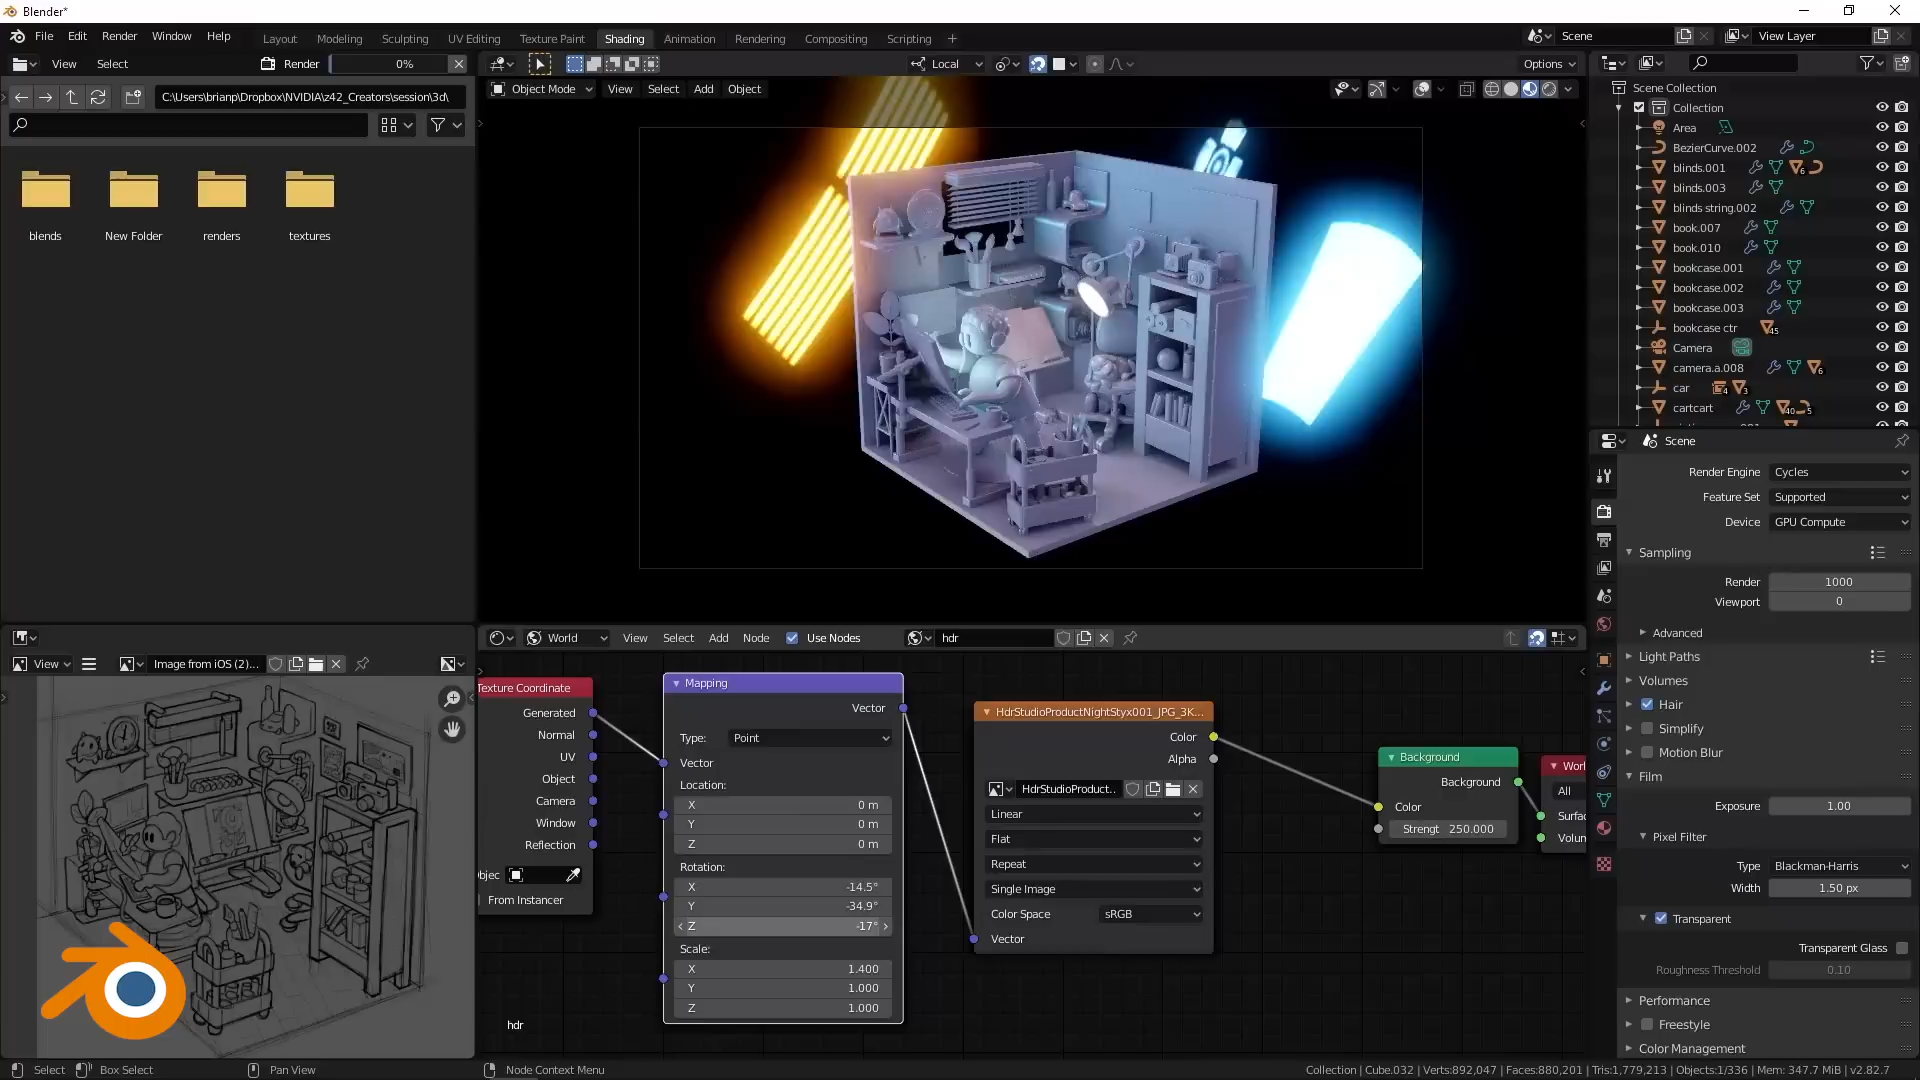 Blender*
File Edit Render Window Help
Layout Modeling Sculpting UV Editing Texture Paint Shading Animation Rendering Compositing Scripting +
Scene View Layer
View Select Render 0%
Local Options
C:\Users\brianp\Dropbox\NVIDIA\z42_Creators\session\3d\
Object Mode View Select Add Object
blends New Folder renders textures
Scene Collection
Collection
Area
BezierCurve.002
blinds.001 6
blinds.003
blinds string.002
book.007
book.010
bookcase.001
bookcase.002
bookcase.003
bookcase ctr 45
Camera
camera.a.008 6
car 4 3
cartcart 40 5
Scene
Render Engine Cycles
Feature Set Supported
Device GPU Compute
Sampling
Render 1000
Viewport 0
Advanced
Light Paths
Volumes
Hair
Simplify
Motion Blur
Film
Exposure 1.00
Pixel Filter
Type Blackman-Harris
Width 1.50 px
Transparent
Transparent Glass
Roughness Threshold 0.10
Performance
Freestyle
Color Management
World View Select Add Node Use Nodes hdr
View Image from iOS (2)...
Texture Coordinate
Generated
Normal
UV
Object
Camera
Window
Reflection
bjec
From Instancer
Mapping
Vector
Type: Point
Vector
Location:
X 0 m
Y 0 m
Z 0 m
Rotation:
X -14.5°
Y -34.9°
Z -17°
Scale:
X 1.400
Y 1.000
Z 1.000
HdrStudioProductNightStyx001_JPG_3K...
Color
Alpha
HdrStudioProduct..
Linear
Flat
Repeat
Single Image
Color Space sRGB
Vector
Background
Background
Color
Strengt 250.000
Worl
All
Surfac
Volun
hdr
Select Box Select Pan View Node Context Menu
Collection | Cube.032 | Verts:892,047 | Faces:880,201 | Tris:1,779,213 | Objects:1/336 | Mem: 347.7 MiB | v2.82.7